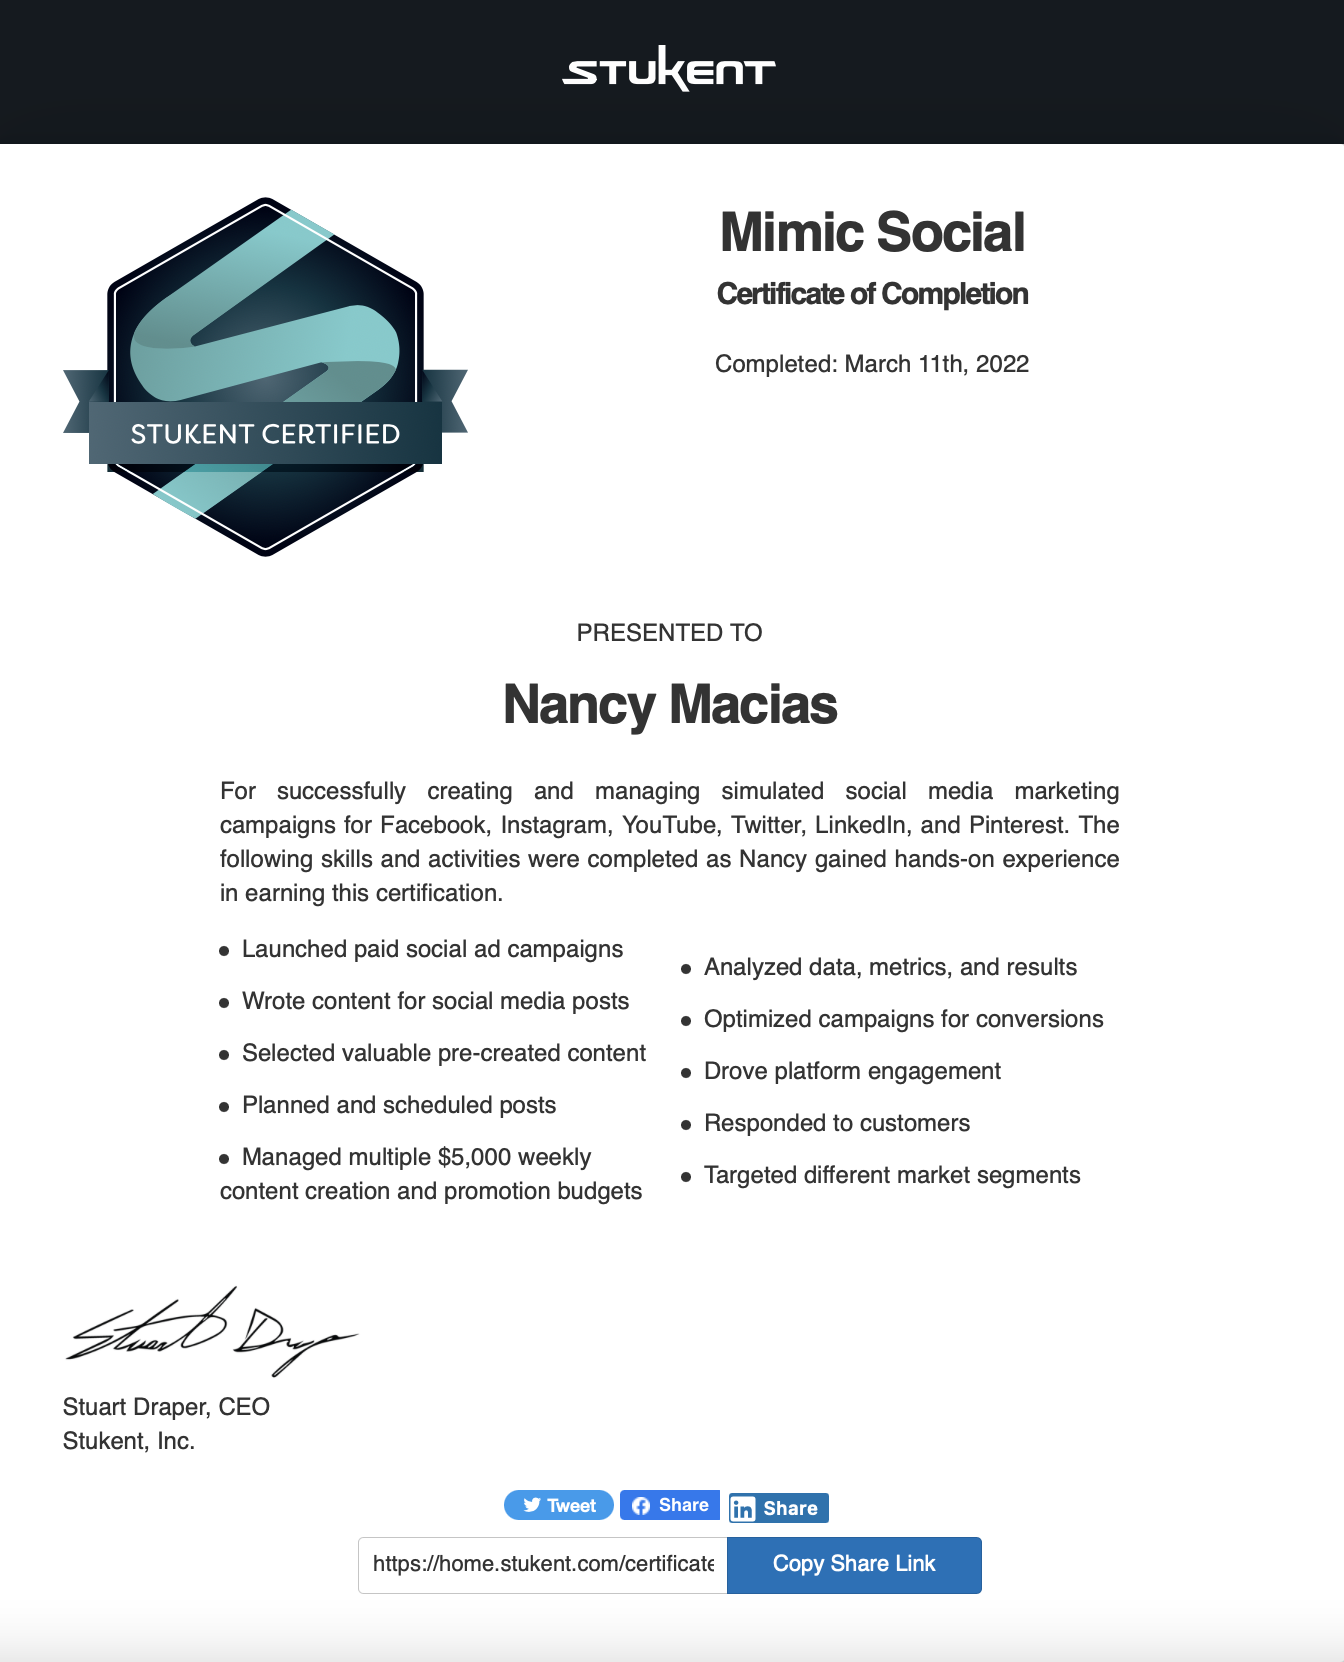 STUKENT
Mimic Social
Certificate of Completion
Completed: March 11th, 2022
STUKENT CERTIFIED
PRESENTED TO
Nancy Macias
For successfully creating and managing simulated social media marketing
campaigns for Facebook, Instagram, YouTube, Twitter, LinkedIn, and Pinterest. The
following skills and activities were completed as Nancy gained hands-on experience
in earning this certification.
● Launched paid social ad campaigns
● Wrote content for social media posts
● Selected valuable pre-created content
● Planned and scheduled posts
● Managed multiple $5,000 weekly
content creation and promotion budgets
● Analyzed data, metrics, and results
● Optimized campaigns for conversions
● Drove platform engagement
● Responded to customers
● Targeted different market segments
Stuart Draper
Stuart Draper, CEO
Stukent, Inc.
Tweet Share in Share
https://home.stukent.com/certificate Copy Share Link